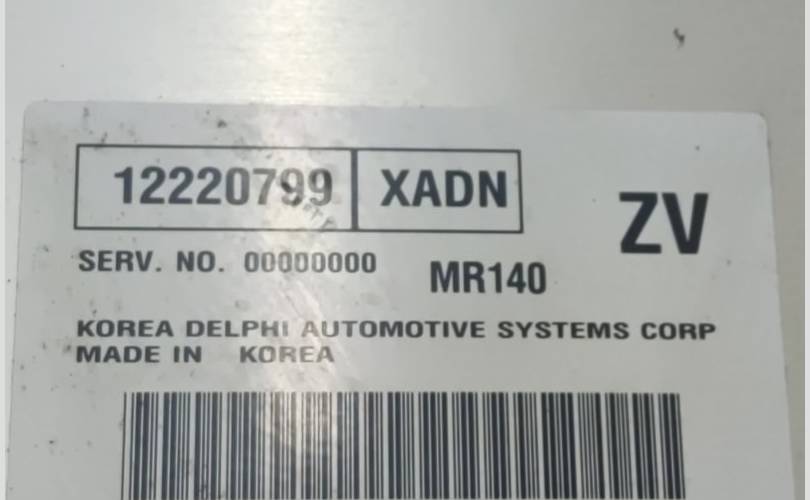 12220799 XADN
ZV
SERV. NO. 00000000
MR140
KOREA DELPHI AUTOMOTIVE SYSTEMS CORP
MADE IN KOREA